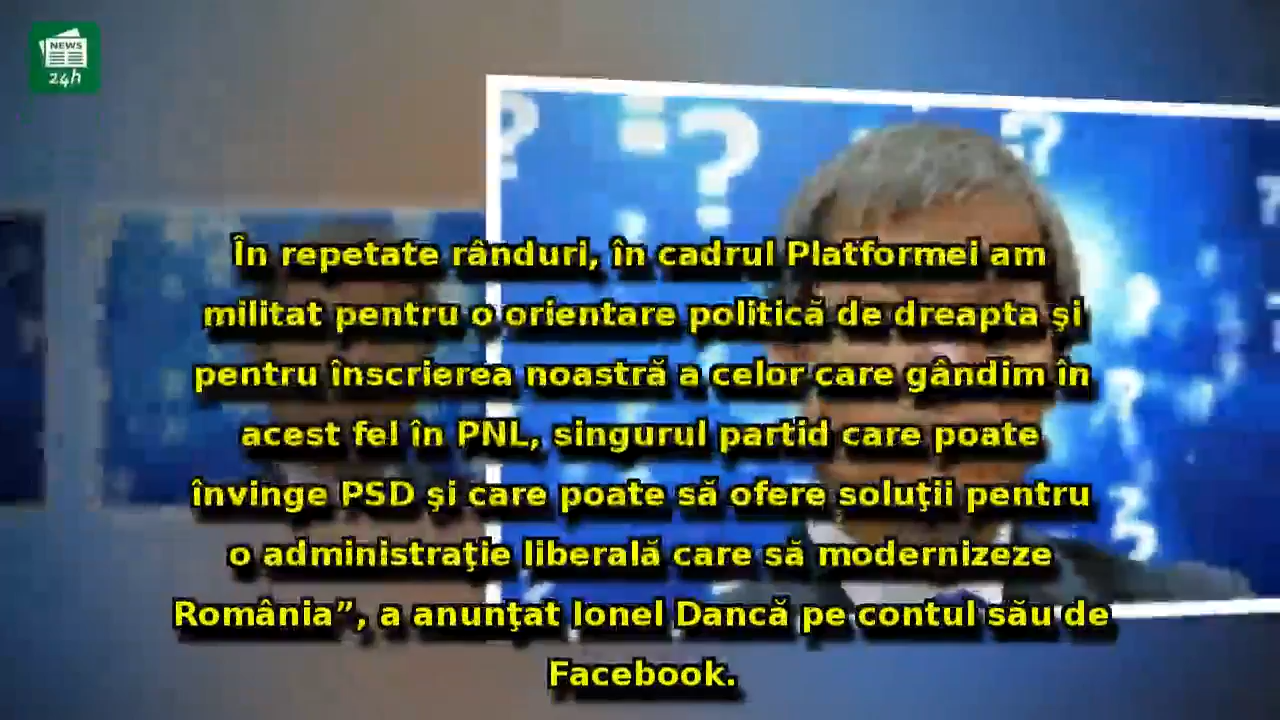 NEWS
24h
În repetate rânduri, în cadrul Platformei am
militat pentru o orientare politică de dreapta şi
pentru înscrierea noastră a celor care gândim în
acest fel în PNL, singurul partid care poate
învinge PSD şi care poate să ofere soluţii pentru
o administraţie liberală care să modernizeze
România”, a anunţat Ionel Dancă pe contul său de
Facebook.